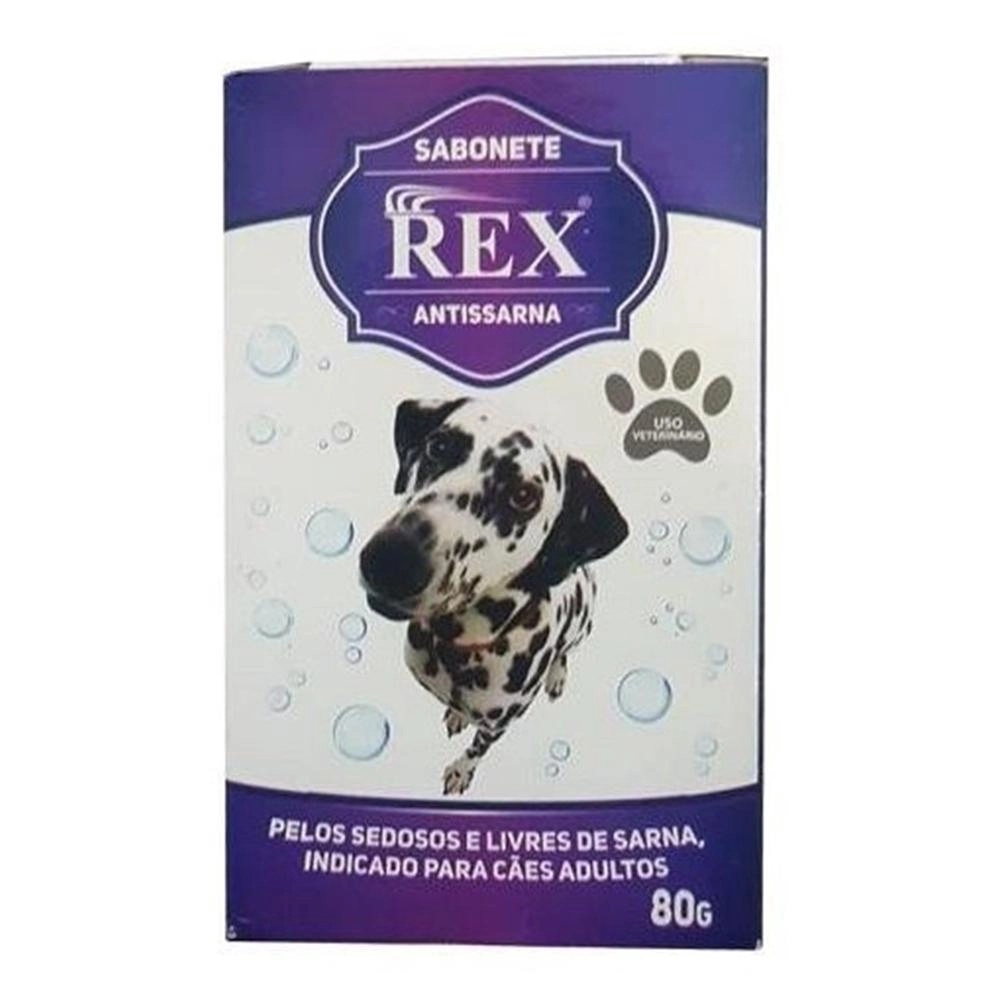 SABONETE
REX®
ANTISSARNA
USO
VETERINÁRIO
PELOS SEDOSOS E LIVRES DE SARNA,
INDICADO PARA CÃES ADULTOS
80G